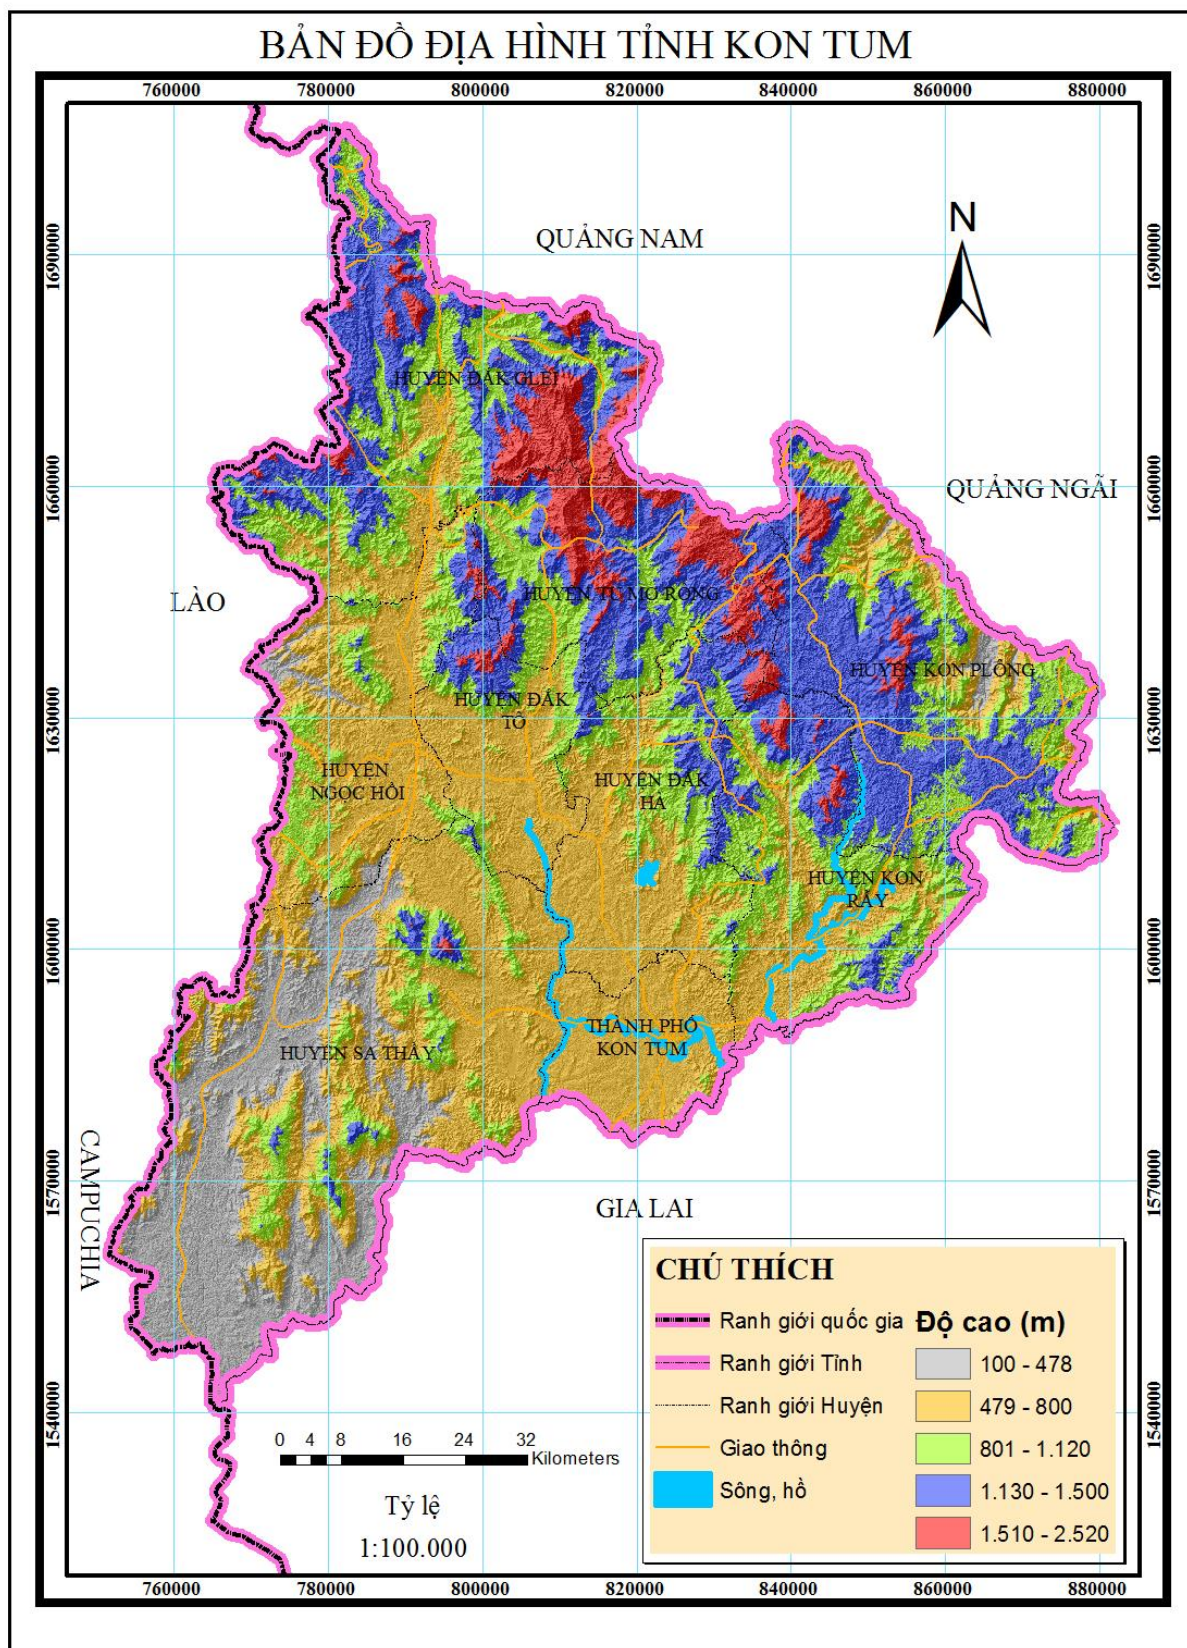 BẢN ĐỒ ĐỊA HÌNH TỈNH KON TUM
760000 780000 800000 820000 840000 860000 880000
1690000
1690000
N
QUẢNG NAM
HUYỆN ĐĂK GLEI
1660000
1660000
QUẢNG NGÃI
LÀO
HUYỆN TU MƠ RÔNG
HUYỆN KON PLÔNG
HUYỆN ĐĂK
TÔ
1630000
1630000
HUYỆN
NGỌC HỒI
HUYỆN ĐĂK
HÀ
HUYỆN KON
RẪY
1600000
1600000
THÀNH PHỐ
KON TUM
HUYỆN SA THẦY
CAMPUCHIA
1570000
1570000
GIA LAI
CHÚ THÍCH
Ranh giới quốc gia
Ranh giới Tỉnh
Ranh giới Huyện
Giao thông
Sông, hồ
Độ cao (m)
100 - 478
479 - 800
801 - 1.120
1.130 - 1.500
1.510 - 2.520
1540000
1540000
0 4 8 16 24 32
Kilometers
Tỷ lệ
1:100.000
760000 780000 800000 820000 840000 860000 880000